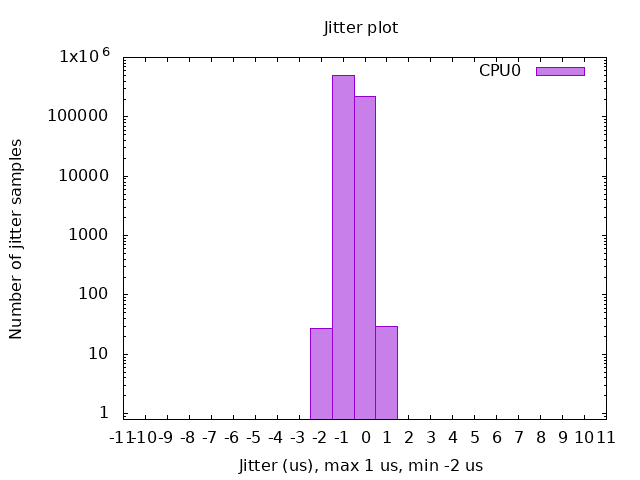 Jitter plot
1x10^6
CPU0
100000
10000
1000
100
10
1
Number of jitter samples
-11 -10 -9 -8 -7 -6 -5 -4 -3 -2 -1 0 1 2 3 4 5 6 7 8 9 10 11
Jitter (us), max 1 us, min -2 us